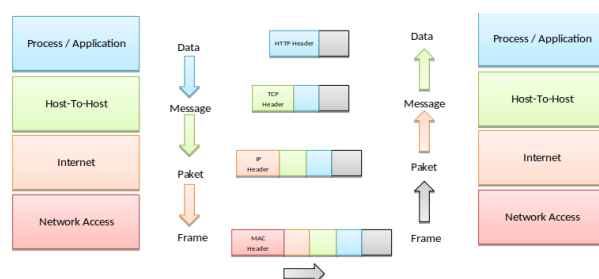 Process / Application
Host-To-Host
Internet
Network Access
Data
Message
Paket
Frame
HTTP Header
TCP
Header
IP
Header
MAC
Header
Data
Message
Paket
Frame
Process / Application
Host-To-Host
Internet
Network Access